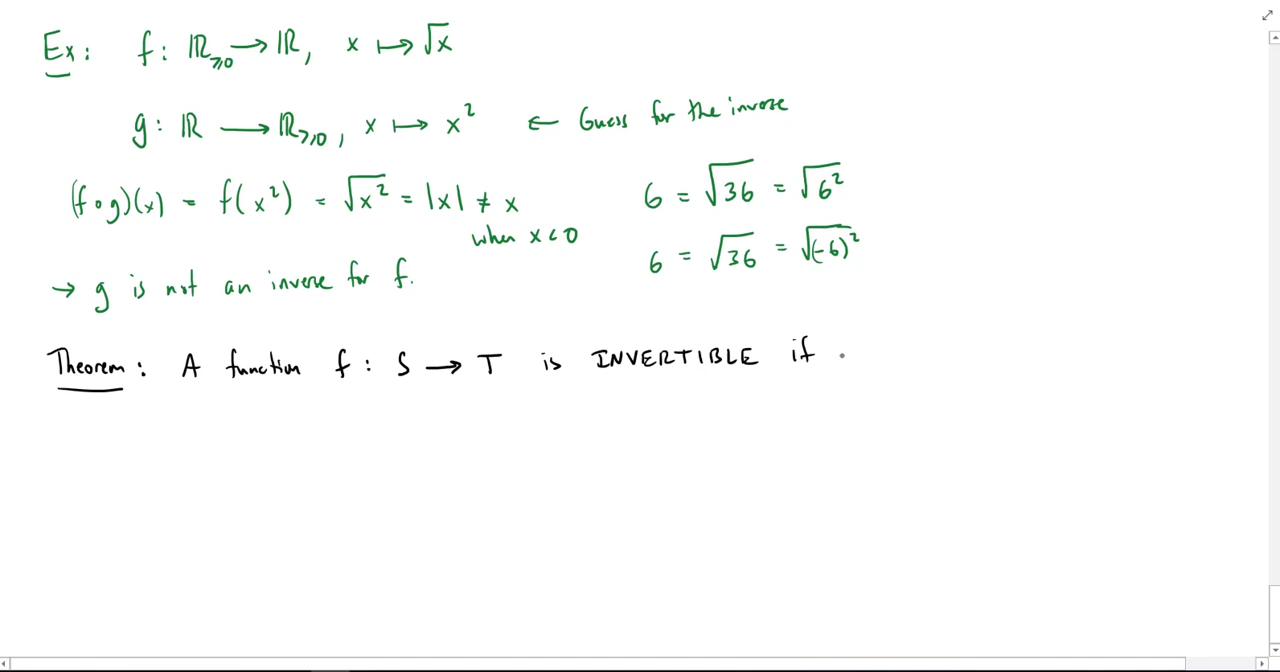 Ex: f: ℝ≥0 → ℝ, x ↦ √x
g: ℝ → ℝ≥0, x ↦ x² ← Guess for the inverse
(f∘g)(x) = f(x²) = √x² = |x| ≠ x
when x<0
6 = √36 = √6²
6 = √36 = √(-6)²
→ g is not an inverse for f.
Theorem: A function f: S → T is INVERTIBLE if